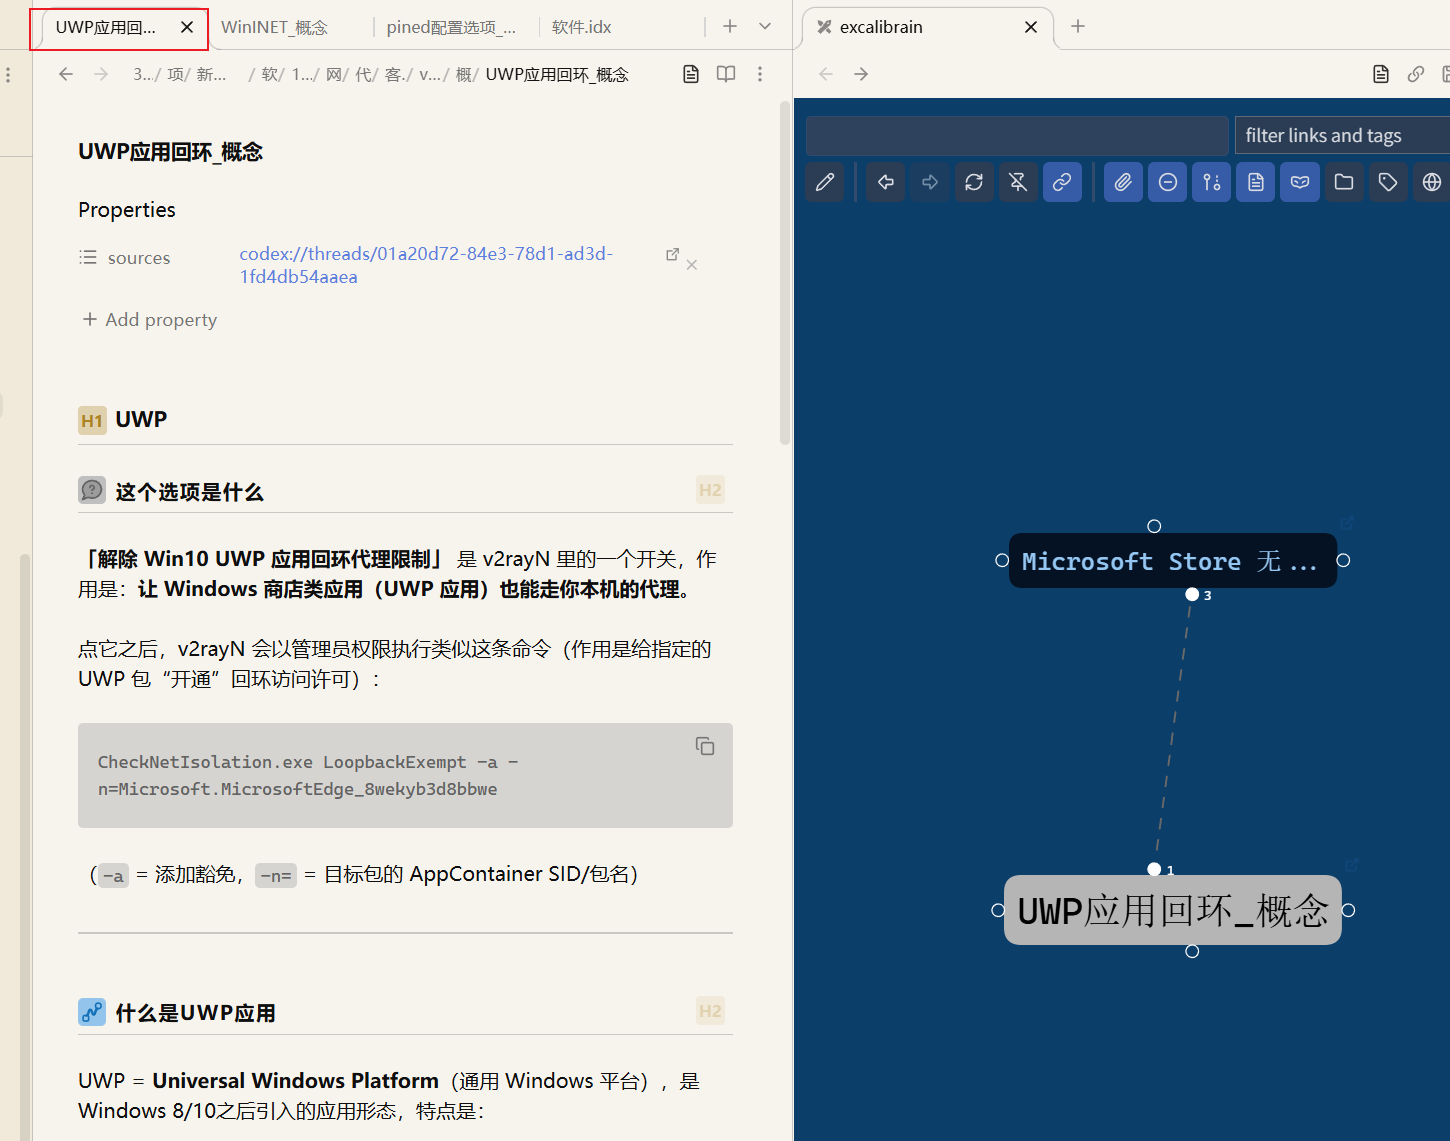 UWP应用回... WinINET_概念 pined配置选项_... 软件.idx
excalibrain
3.../ 项/ 新... / 软/ 1.../ 网/ 代/ 客./ v.../ 概/ UWP应用回环_概念
UWP应用回环_概念
Properties
sources codex://threads/01a20d72-84e3-78d1-ad3d-
1fd4db54aaea
Add property
H1 UWP
这个选项是什么 H2
「解除 Win10 UWP 应用回环代理限制」 是 v2rayN 里的一个开关，作
用是：让 Windows 商店类应用（UWP 应用）也能走你本机的代理。
点它之后，v2rayN 会以管理员权限执行类似这条命令（作用是给指定的
UWP 包“开通”回环访问许可）：
CheckNetIsolation.exe LoopbackExempt -a -
n=Microsoft.MicrosoftEdge_8wekyb3d8bbwe
（-a = 添加豁免，-n= = 目标包的 AppContainer SID/包名）
什么是UWP应用 H2
UWP = Universal Windows Platform（通用 Windows 平台），是
Windows 8/10之后引入的应用形态，特点是：
filter links and tags
Microsoft Store 无...
3
1
UWP应用回环_概念